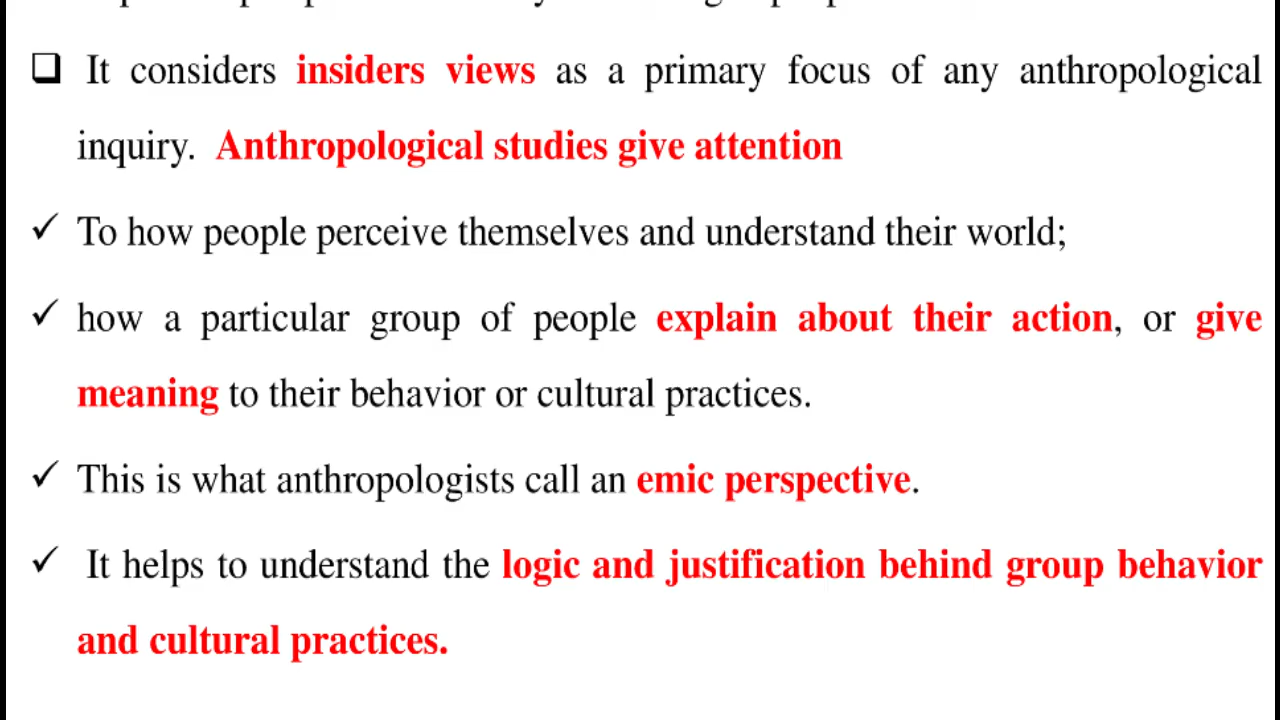 ❑ It considers insiders views as a primary focus of any anthropological
inquiry. Anthropological studies give attention
✓ To how people perceive themselves and understand their world;
✓ how a particular group of people explain about their action, or give
meaning to their behavior or cultural practices.
✓ This is what anthropologists call an emic perspective.
✓ It helps to understand the logic and justification behind group behavior
and cultural practices.